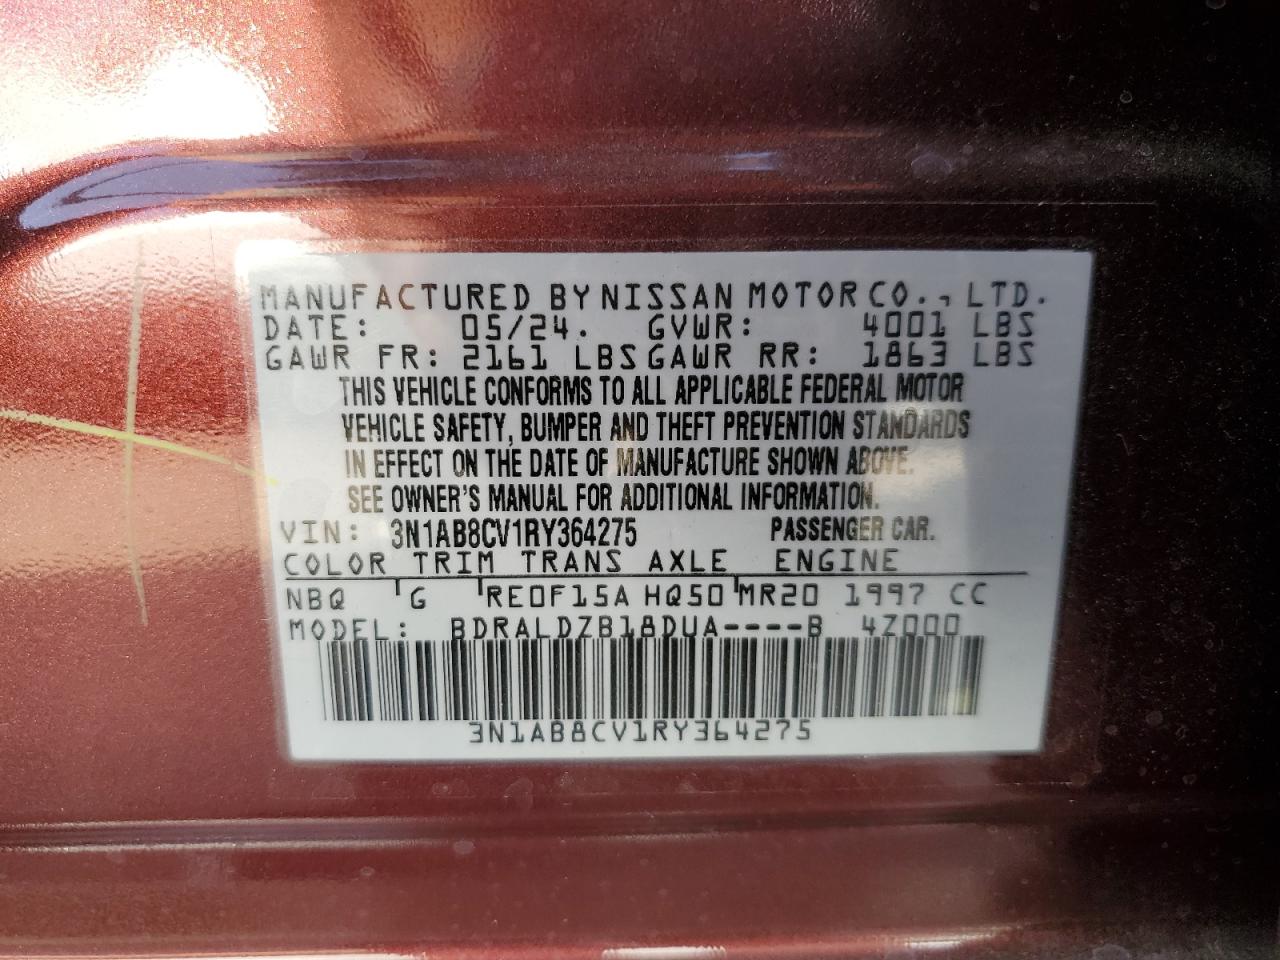 MANUFACTURED BY NISSAN MOTOR CO., LTD.
DATE: 05/24. GVWR: 4001 LBS
GAWR FR: 2161 LBS GAWR RR: 1863 LBS
THIS VEHICLE CONFORMS TO ALL APPLICABLE FEDERAL MOTOR
VEHICLE SAFETY, BUMPER AND THEFT PREVENTION STANDARDS
IN EFFECT ON THE DATE OF MANUFACTURE SHOWN ABOVE.
SEE OWNER'S MANUAL FOR ADDITIONAL INFORMATION.
VIN: 3N1AB8CV1RY364275 PASSENGER CAR.
COLOR TRIM TRANS AXLE ENGINE
NBQ G RE0F15A HQ50 MR20 1997 CC
MODEL: BDRALDZB18DUA----B 4Z000
3N1AB8CV1RY364275